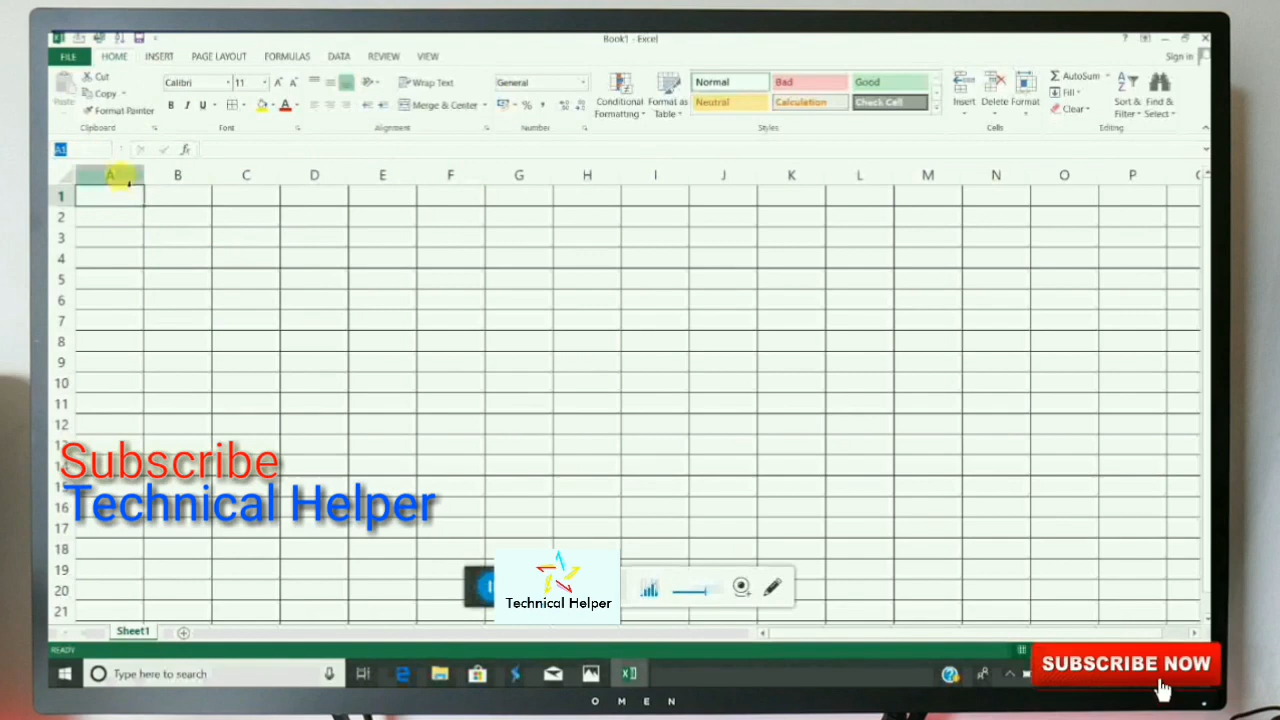 Book1 - Excel
?
FILE HOME INSERT PAGE LAYOUT FORMULAS DATA REVIEW VIEW
Sign in
Cut
Copy
Format Painter
Paste
Clipboard
Calibri 11
B I U
Font
Wrap Text
Merge & Center
Alignment
General
%
Number
Conditional Formatting
Format as Table
Normal Bad Good
Neutral Calculation Check Cell
Styles
Insert Delete Format
Cells
AutoSum
Fill
Clear
Sort & Filter
Find & Select
Editing
A1 fx
A B C D E F G H I J K L M N O P
1
2
3
4
5
6
7
8
9
10
11
12
13
Subscribe
Technical Helper
16
17
18
19
20
21
Technical Helper
Sheet1
READY
Type here to search
SUBSCRIBE NOW
OMEN